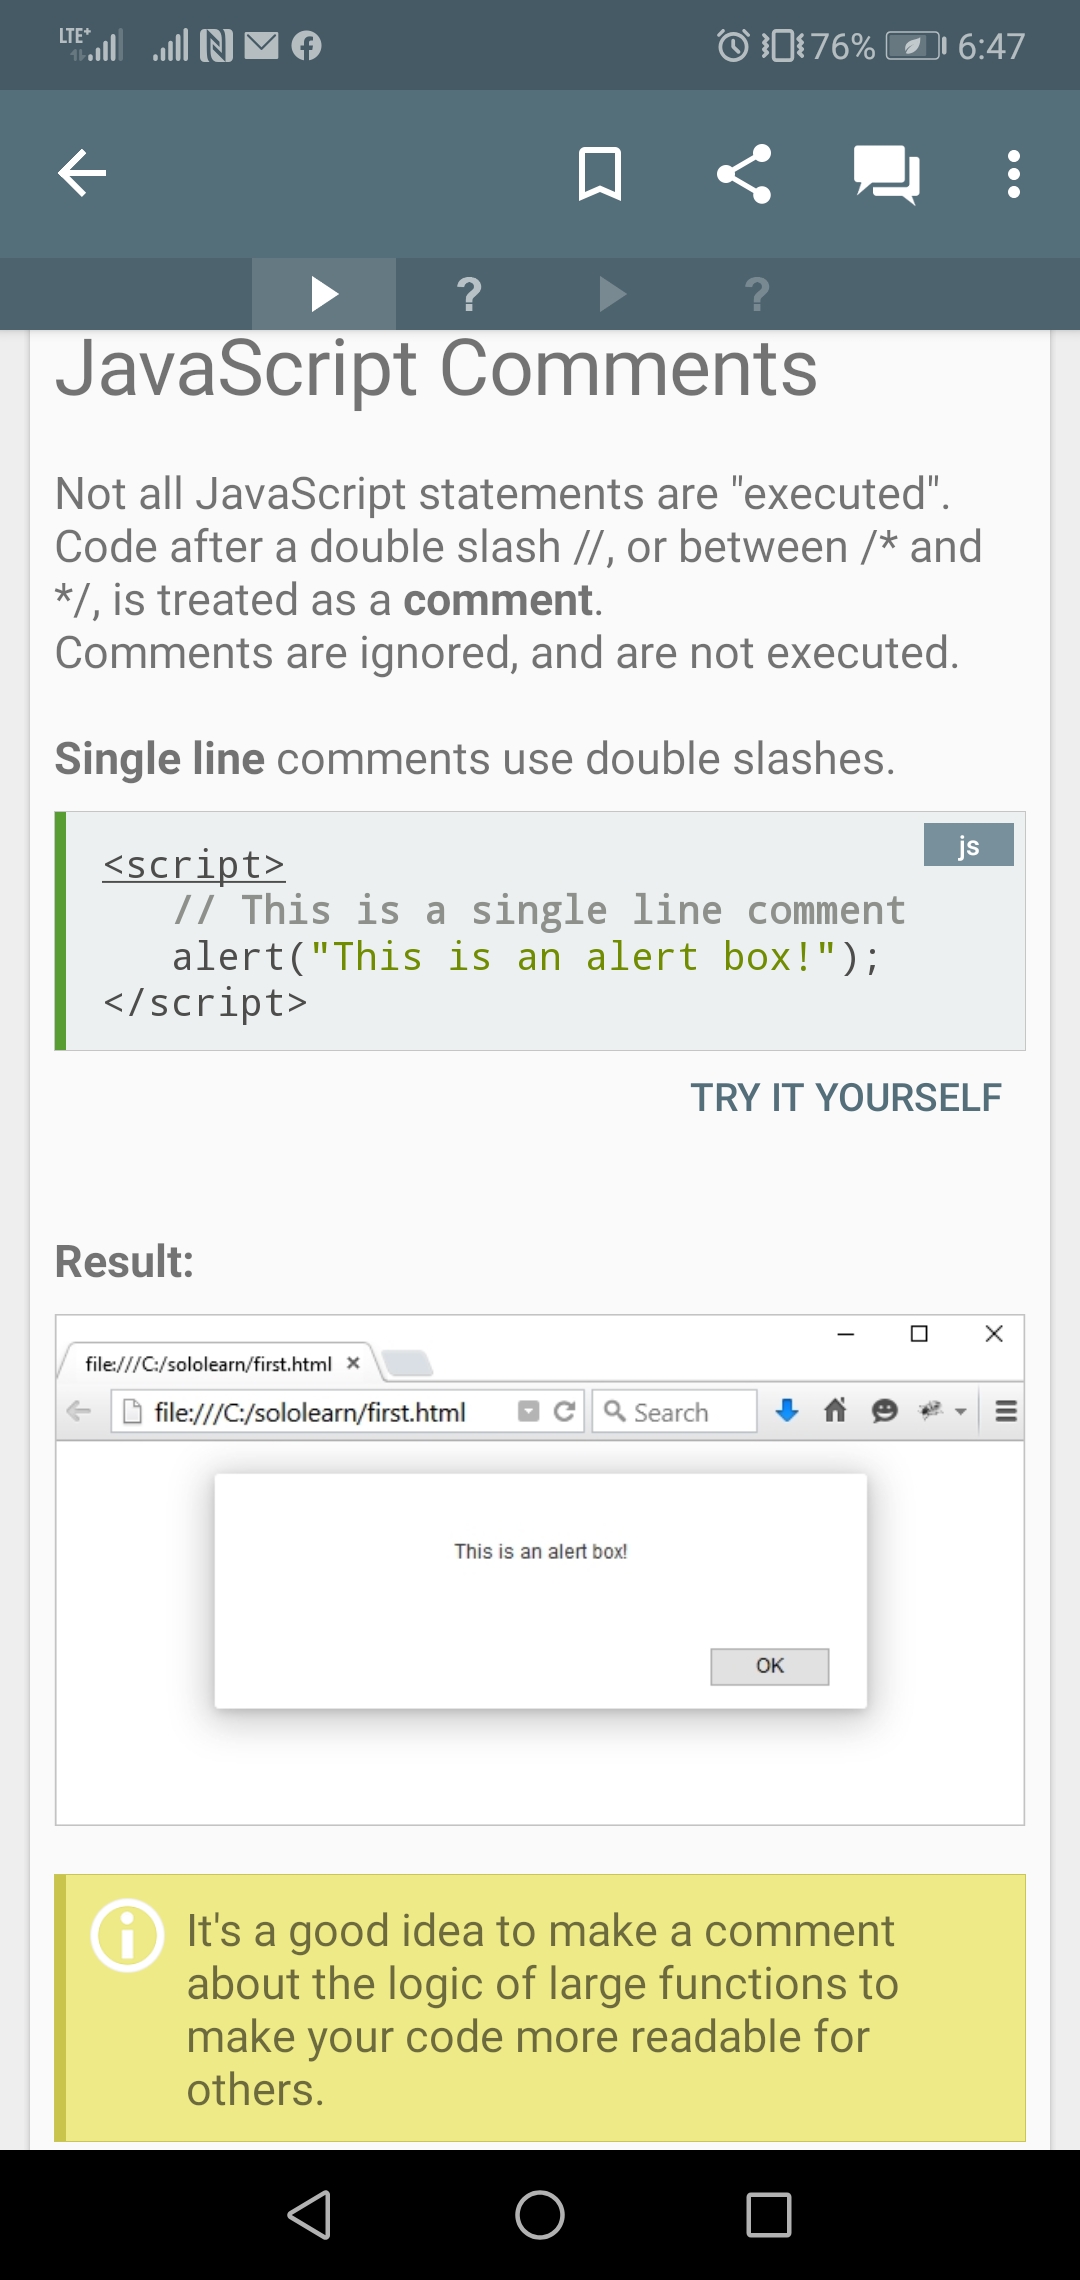 LTE+ 76% 6:47
? ?
JavaScript Comments
Not all JavaScript statements are "executed".
Code after a double slash //, or between /* and
*/, is treated as a comment.
Comments are ignored, and are not executed.
Single line comments use double slashes.
js
<script>
// This is a single line comment
alert("This is an alert box!");
</script>
TRY IT YOURSELF
Result:
file:///C:/sololearn/first.html
file:///C:/sololearn/first.html Search
This is an alert box!
OK
It's a good idea to make a comment
about the logic of large functions to
make your code more readable for
others.